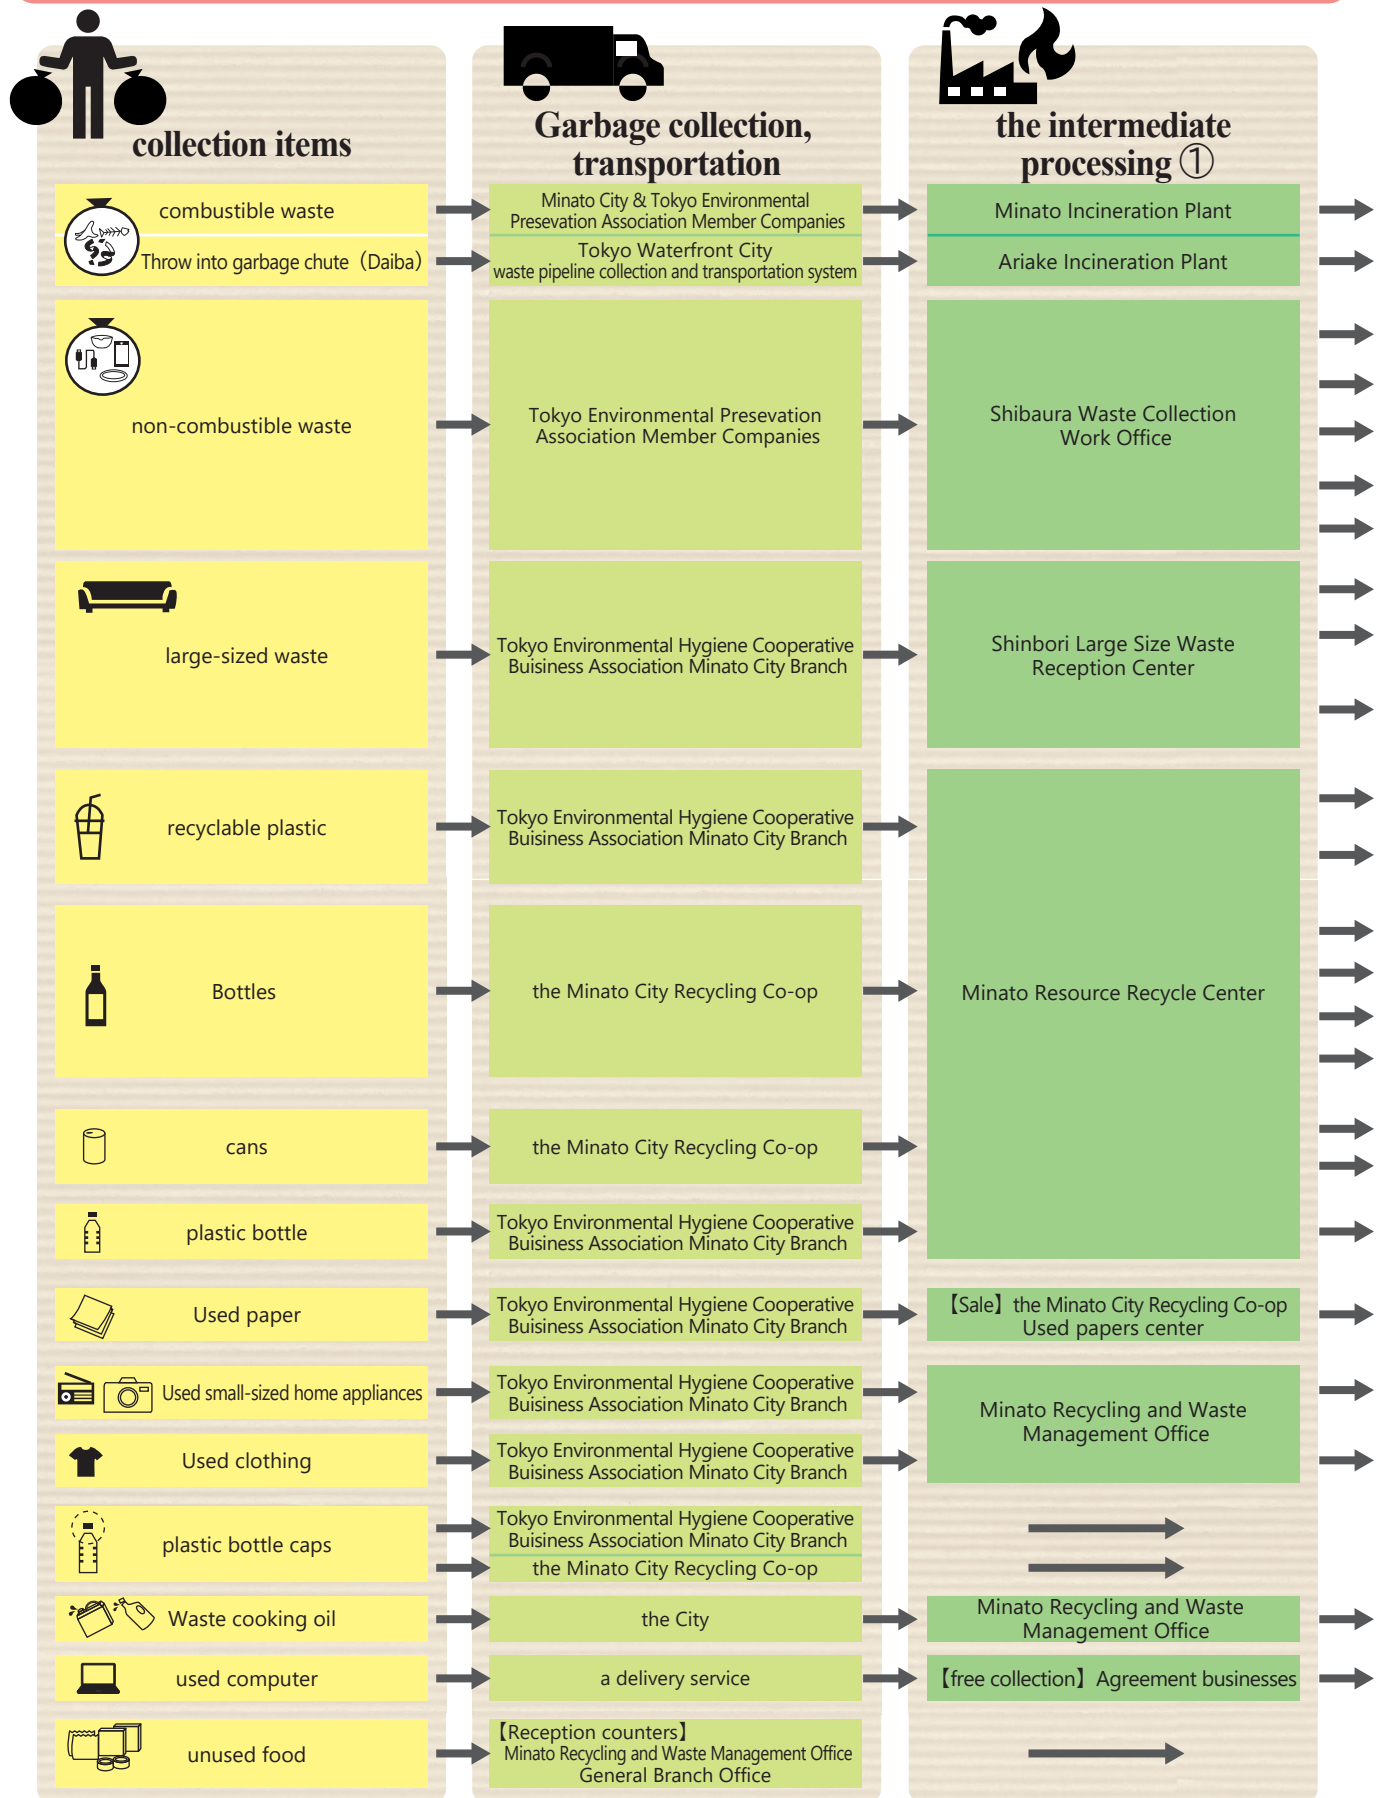 collection items
Garbage collection,
transportation
the intermediate
processing ①
combustible waste
Minato City & Tokyo Environmental
Presevation Association Member Companies
Minato Incineration Plant
Throw into garbage chute（Daiba）
Tokyo Waterfront City
waste pipeline collection and transportation system
Ariake Incineration Plant
non-combustible waste
Tokyo Environmental Presevation
Association Member Companies
Shibaura Waste Collection
Work Office
large-sized waste
Tokyo Environmental Hygiene Cooperative
Buisiness Association Minato City Branch
Shinbori Large Size Waste
Reception Center
recyclable plastic
Tokyo Environmental Hygiene Cooperative
Buisiness Association Minato City Branch
Bottles
the Minato City Recycling Co-op
Minato Resource Recycle Center
cans
the Minato City Recycling Co-op
plastic bottle
Tokyo Environmental Hygiene Cooperative
Buisiness Association Minato City Branch
Used paper
Tokyo Environmental Hygiene Cooperative
Buisiness Association Minato City Branch
【Sale】the Minato City Recycling Co-op
Used papers center
Used small-sized home appliances
Tokyo Environmental Hygiene Cooperative
Buisiness Association Minato City Branch
Minato Recycling and Waste
Management Office
Used clothing
Tokyo Environmental Hygiene Cooperative
Buisiness Association Minato City Branch
plastic bottle caps
Tokyo Environmental Hygiene Cooperative
Buisiness Association Minato City Branch
the Minato City Recycling Co-op
Waste cooking oil
the City
Minato Recycling and Waste
Management Office
used computer
a delivery service
【free collection】Agreement businesses
unused food
【Reception counters】
Minato Recycling and Waste Management Office
General Branch Office